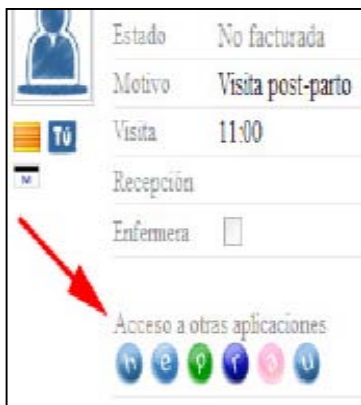 Estado No facturada
Motivo Visita post-parto
Tú Visita 11:00
M Recepción
Enfermera
Acceso a otras aplicaciones
h e p r a u